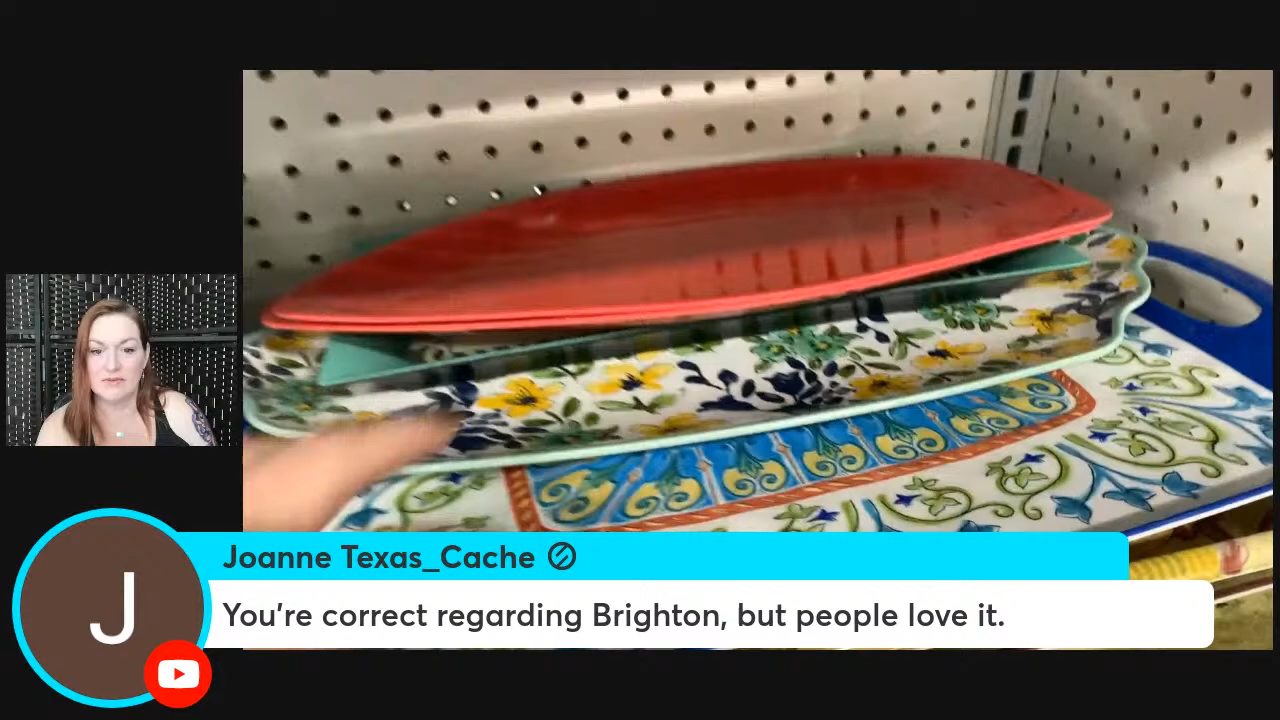 Joanne Texas_Cache
You're correct regarding Brighton, but people love it.
J